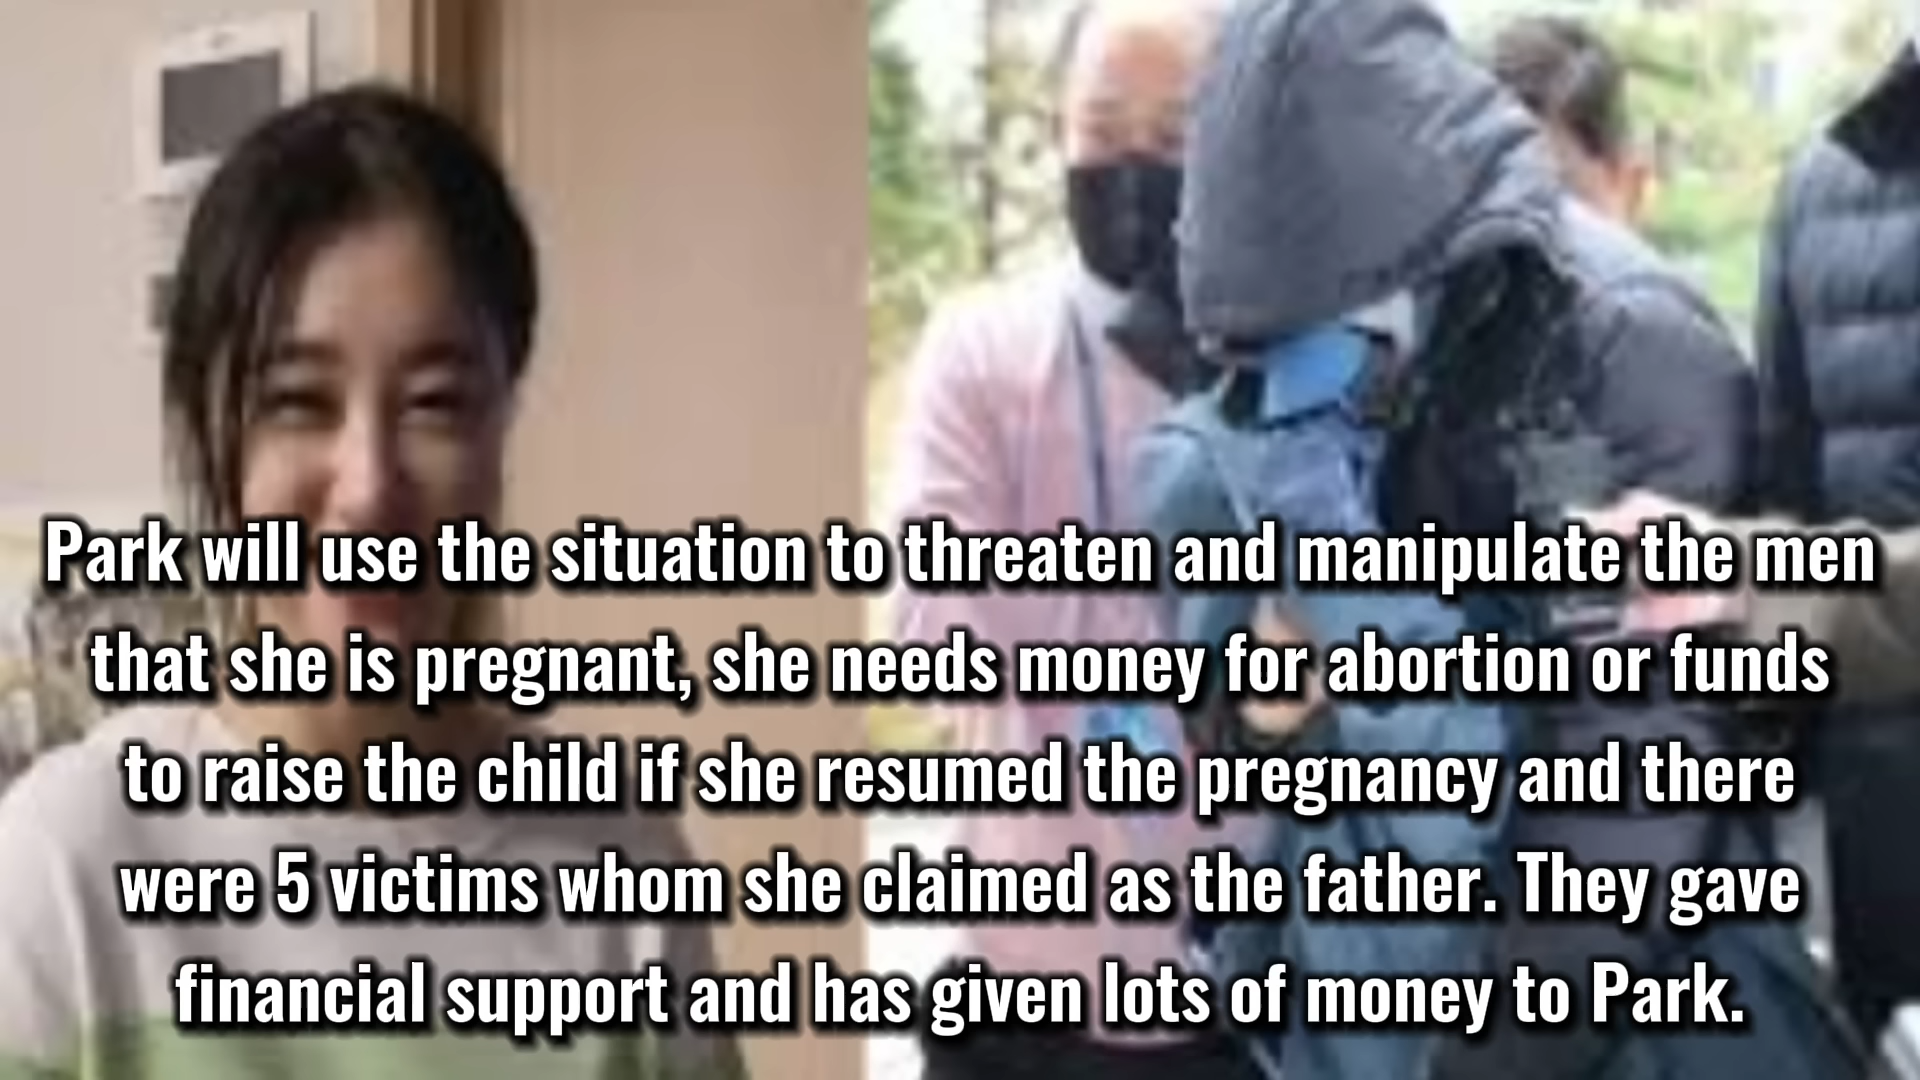 Park will use the situation to threaten and manipulate the men
that she is pregnant, she needs money for abortion or funds
to raise the child if she resumed the pregnancy and there
were 5 victims whom she claimed as the father. They gave
financial support and has given lots of money to Park.